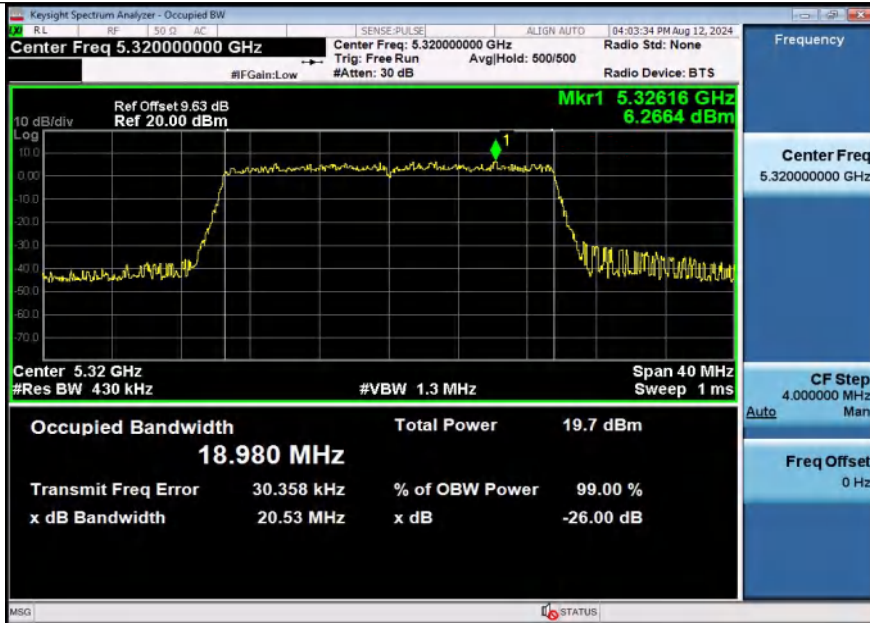 Keysight Spectrum Analyzer - Occupied BW
LXI RL RF 50 Ω AC SENSE:PULSE ALIGN AUTO 04:03:34 PM Aug 12, 2024
Center Freq 5.320000000 GHz
Center Freq: 5.320000000 GHz Radio Std: None
Trig: Free Run Avg|Hold: 500/500
#IFGain:Low #Atten: 30 dB Radio Device: BTS
Ref Offset 9.63 dB
10 dB/div Ref 20.00 dBm
Mkr1 5.32616 GHz
6.2664 dBm
Log
10.0
0.00
-10.0
-20.0
-30.0
-40.0
-50.0
-60.0
-70.0
1
Center 5.32 GHz Span 40 MHz
#Res BW 430 kHz #VBW 1.3 MHz Sweep 1 ms
Occupied Bandwidth Total Power 19.7 dBm
18.980 MHz
Transmit Freq Error 30.358 kHz % of OBW Power 99.00 %
x dB Bandwidth 20.53 MHz x dB -26.00 dB
MSG STATUS
Frequency
Center Freq
5.320000000 GHz
CF Step
4.000000 MHz
Auto Man
Freq Offset
0 Hz